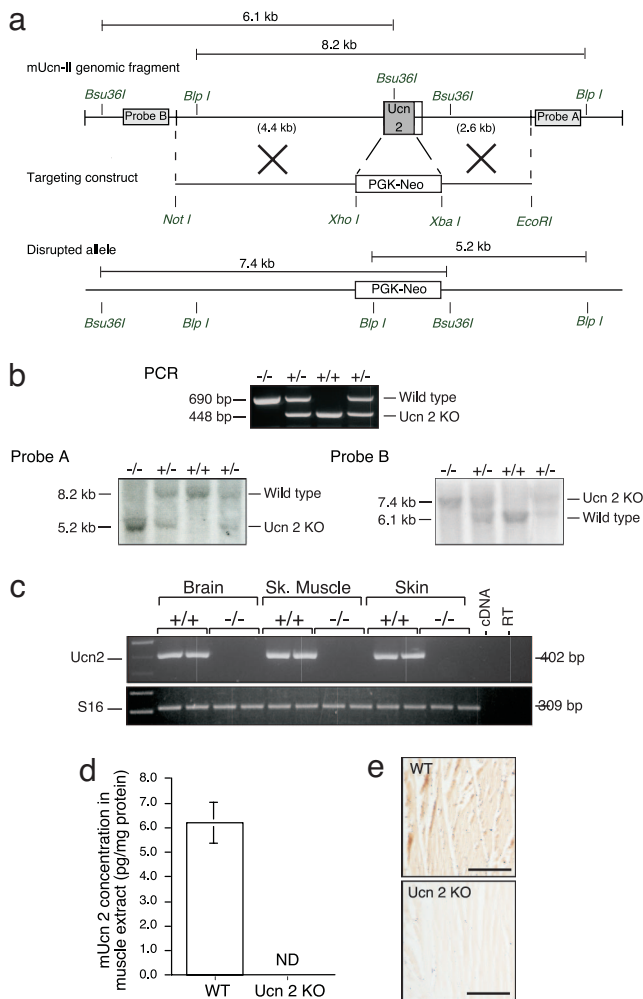 a
6.1 kb
8.2 kb
mUcn-II genomic fragment
Bsu36I
Bsu36I Blp I Bsu36I Blp I
Probe B Ucn 2 Probe A
(4.4 kb) (2.6 kb)
Targeting construct
PGK-Neo
Not I Xho I Xba I EcoRI
Disrupted allele
5.2 kb
7.4 kb
PGK-Neo
Bsu36I Blp I Blp I Bsu36I Blp I
b
PCR
-/- +/- +/+ +/-
690 bp Wild type
448 bp Ucn 2 KO
Probe A
-/- +/- +/+ +/-
8.2 kb Wild type
5.2 kb Ucn 2 KO
Probe B
-/- +/- +/+ +/-
7.4 kb Ucn 2 KO
6.1 kb Wild type
c
Brain Sk. Muscle Skin
+/+ -/- +/+ -/- +/+ -/- - cDNA - RT
Ucn2 402 bp
S16 309 bp
d
mUcn 2 concentration in
muscle extract (pg/mg protein)
8.0
7.0
6.0
5.0
4.0
3.0
2.0
1.0
0.0
ND
WT Ucn 2 KO
e
WT
Ucn 2 KO